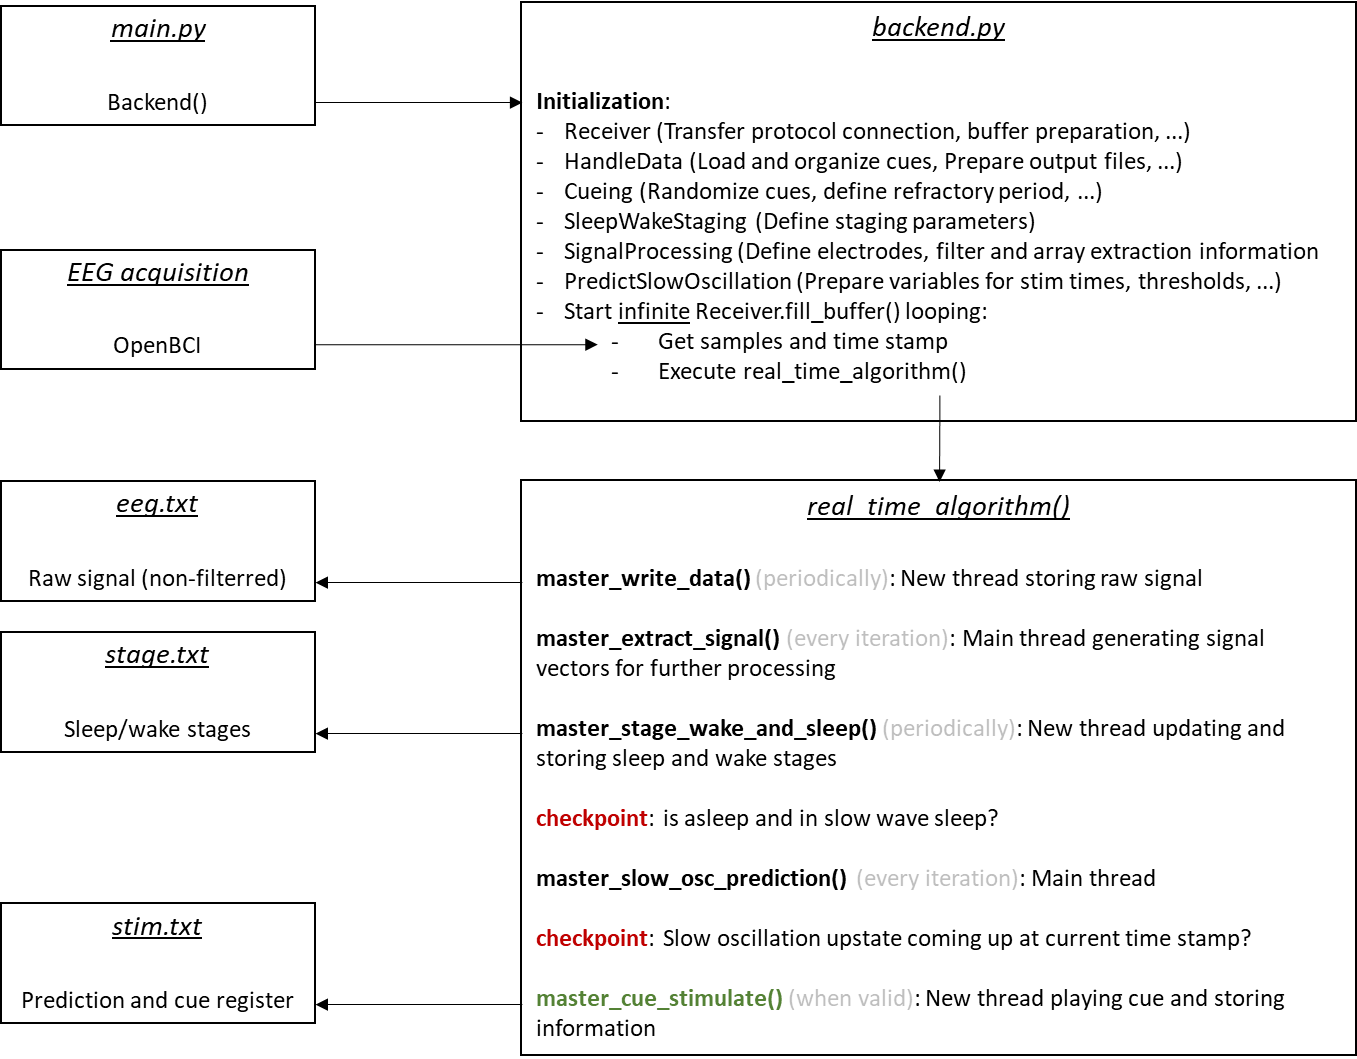 main.py
Backend()
backend.py
Initialization:
- Receiver (Transfer protocol connection, buffer preparation, ...)
- HandleData (Load and organize cues, Prepare output files, ...)
- Cueing (Randomize cues, define refractory period, ...)
- SleepWakeStaging (Define staging parameters)
- SignalProcessing (Define electrodes, filter and array extraction information
- PredictSlowOscillation (Prepare variables for stim times, thresholds, ...)
- Start infinite Receiver.fill_buffer() looping:
- Get samples and time stamp
- Execute real_time_algorithm()
EEG acquisition
OpenBCI
eeg.txt
Raw signal (non-filterred)
stage.txt
Sleep/wake stages
stim.txt
Prediction and cue register
real_time_algorithm()
master_write_data() (periodically): New thread storing raw signal
master_extract_signal() (every iteration): Main thread generating signal
vectors for further processing
master_stage_wake_and_sleep() (periodically): New thread updating and
storing sleep and wake stages
checkpoint: is asleep and in slow wave sleep?
master_slow_osc_prediction() (every iteration): Main thread
checkpoint: Slow oscillation upstate coming up at current time stamp?
master_cue_stimulate() (when valid): New thread playing cue and storing
information